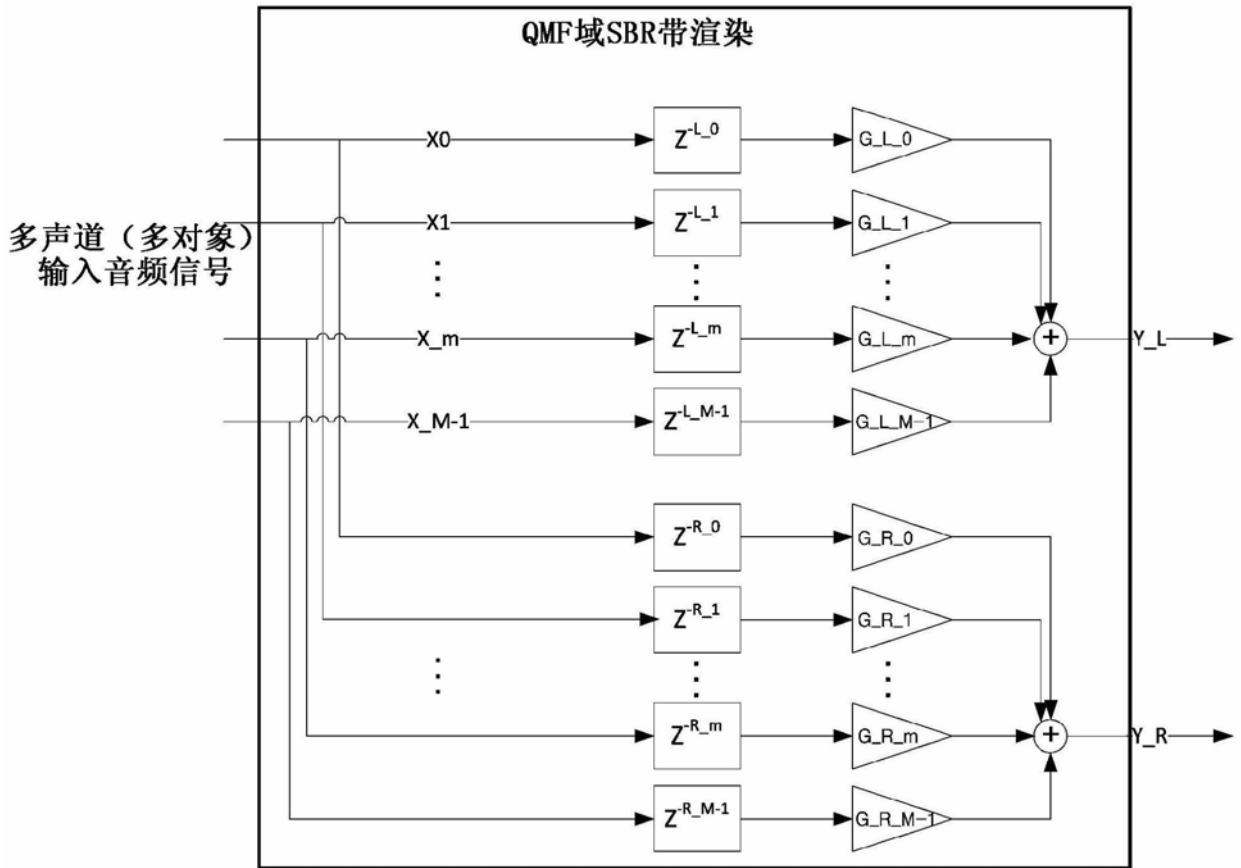 QMF域SBR带渲染
X0
Z^-L_0
G_L_0
多声道（多对象）
输入音频信号
X1
Z^-L_1
G_L_1
X_m
Z^-L_m
G_L_m
+
Y_L
X_M-1
Z^-L_M-1
G_L_M-1
Z^-R_0
G_R_0
Z^-R_1
G_R_1
Z^-R_m
G_R_m
+
Y_R
Z^-R_M-1
G_R_M-1